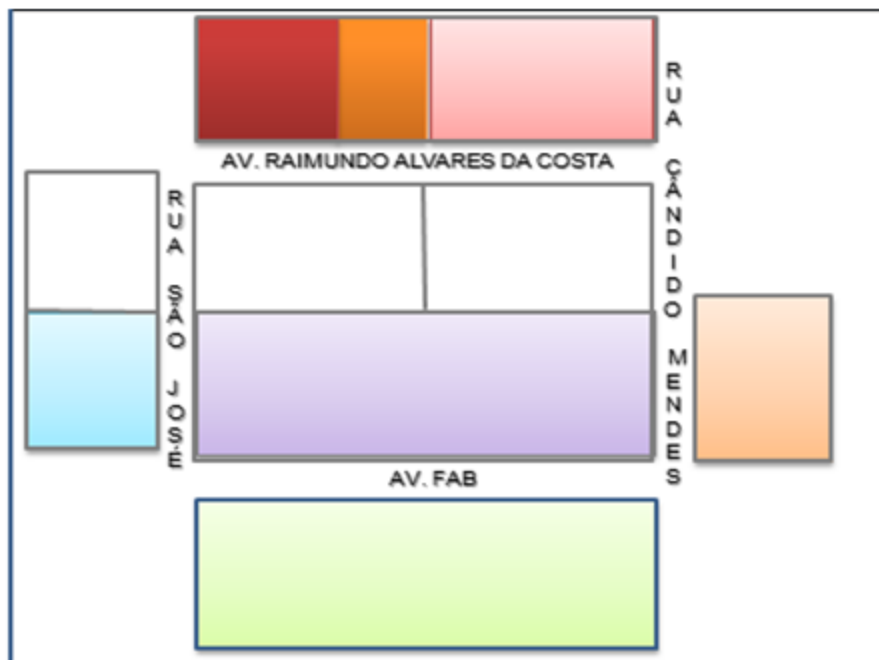 AV. RAIMUNDO ALVARES DA COSTA
RUA SÃO JOSÉ
RUA CÂNDIDO MENDES
AV. FAB